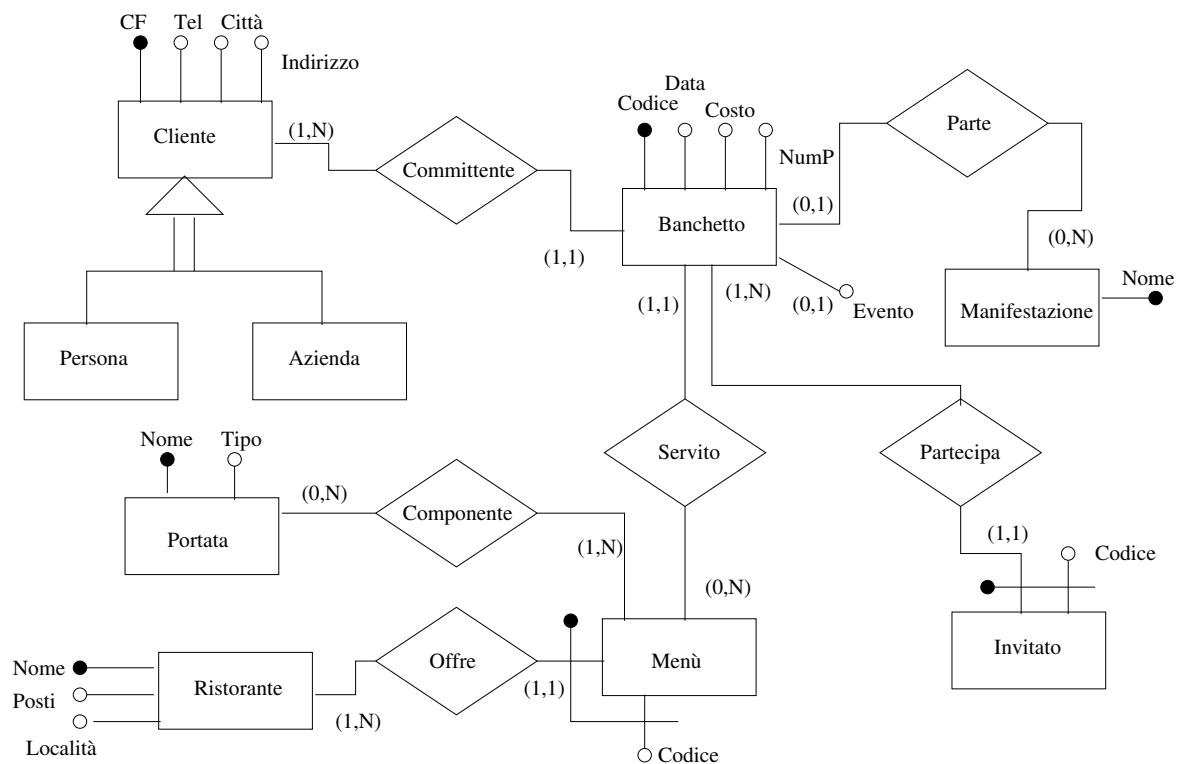 CF Tel Città
Indirizzo
Cliente
(1,N)
Committente
(1,1)
Data
Codice Costo
NumP
Banchetto
(0,1)
Parte
(0,N)
Manifestazione
Nome
(1,1)
(1,N)
(0,1)
Evento
Persona
Azienda
Nome Tipo
Portata
(0,N)
Componente
(1,N)
Servito
(0,N)
Partecipa
(1,1)
Codice
Invitato
Nome
Posti
Località
Ristorante
(1,N)
Offre
(1,1)
Menù
Codice